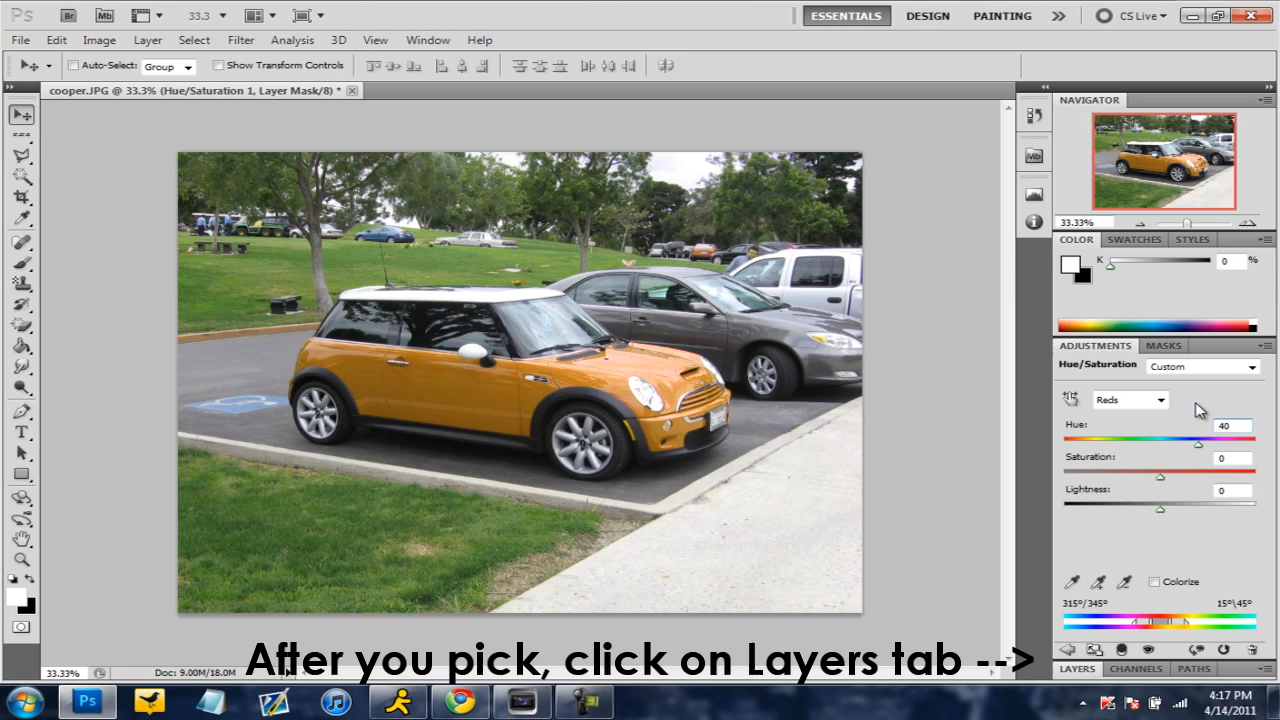 Ps Br Mb 33.3 ESSENTIALS DESIGN PAINTING CS Live
File Edit Image Layer Select Filter Analysis 3D View Window Help
Auto-Select: Group Show Transform Controls
cooper.JPG @ 33.3% (Hue/Saturation 1, Layer Mask/8) *
NAVIGATOR
Mb
33.33%
COLOR SWATCHES STYLES
K 0 %
ADJUSTMENTS MASKS
Hue/Saturation Custom
Reds
Hue: 40
Saturation: 0
Lightness: 0
Colorize
315°/345° 15°\45°
After you pick, click on Layers tab -->
33.33% Doc: 9.00M/18.0M
LAYERS CHANNELS PATHS
Ps
4:17 PM
4/14/2011